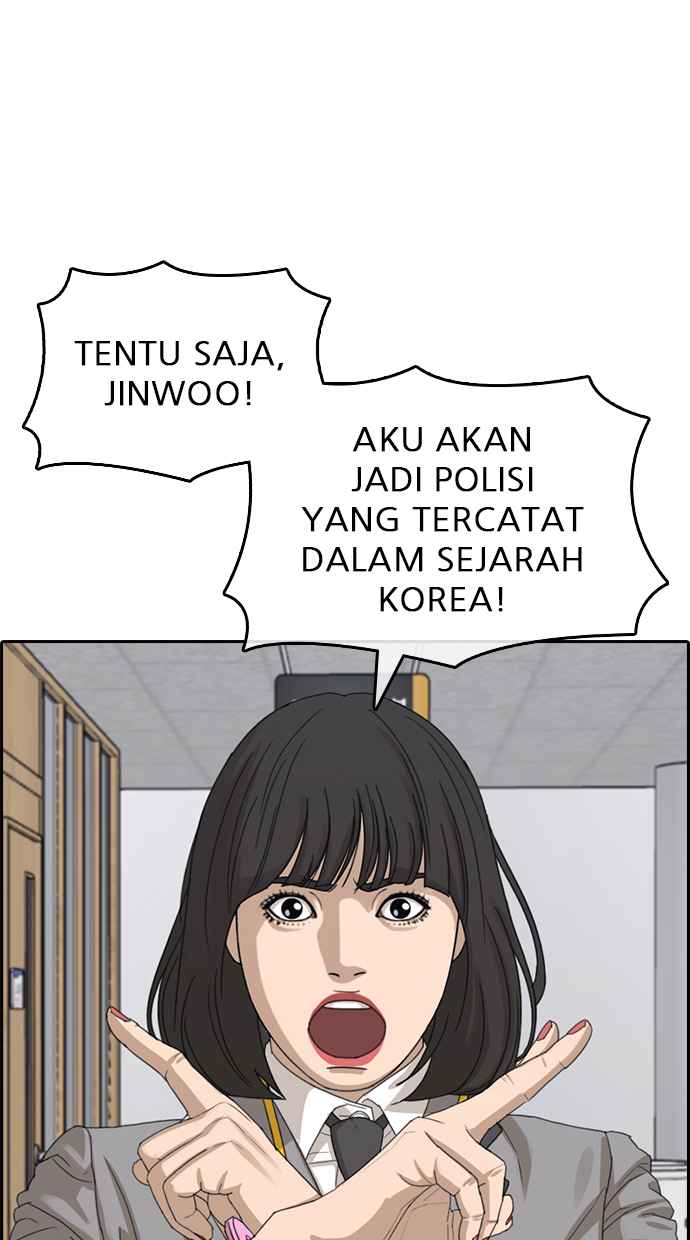 TENTU SAJA,
JINWOO!
AKU AKAN
JADI POLISI
YANG TERCATAT
DALAM SEJARAH
KOREA!